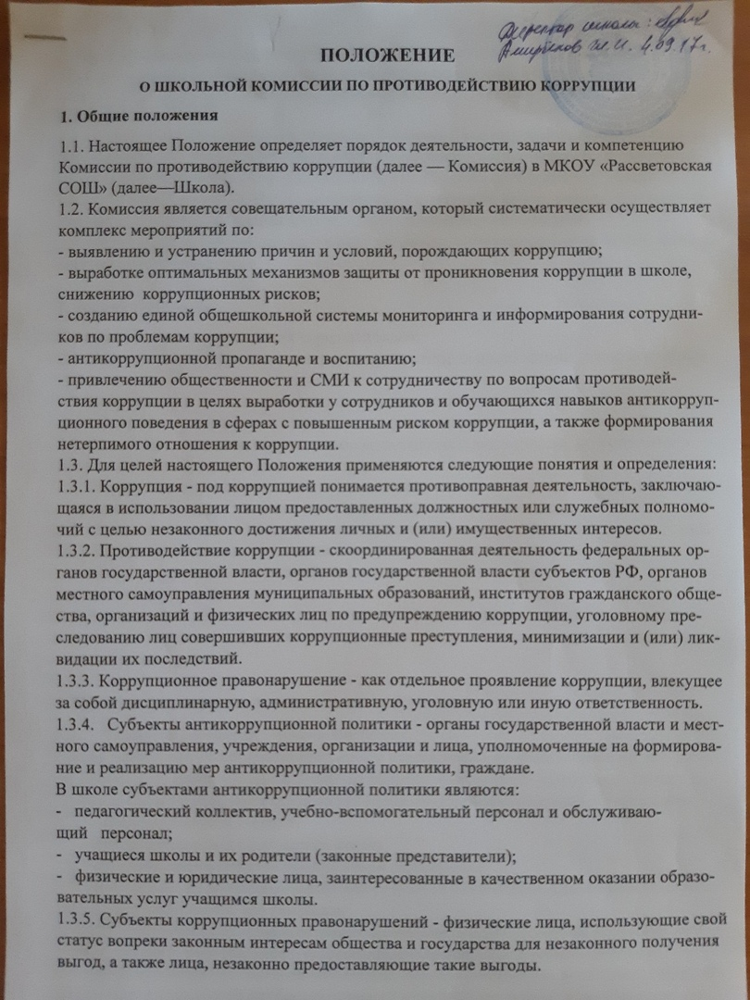 Директор школы:
4.09.17г.
ПОЛОЖЕНИЕ
О ШКОЛЬНОЙ КОМИССИИ ПО ПРОТИВОДЕЙСТВИЮ КОРРУПЦИИ
1. Общие положения
1.1. Настоящее Положение определяет порядок деятельности, задачи и компетенцию
Комиссии по противодействию коррупции (далее — Комиссия) в МКОУ «Рассветовская
СОШ» (далее—Школа).
1.2. Комиссия является совещательным органом, который систематически осуществляет
комплекс мероприятий по:
- выявлению и устранению причин и условий, порождающих коррупцию;
- выработке оптимальных механизмов защиты от проникновения коррупции в школе,
снижению коррупционных рисков;
- созданию единой общешкольной системы мониторинга и информирования сотрудни-
ков по проблемам коррупции;
- антикоррупционной пропаганде и воспитанию;
- привлечению общественности и СМИ к сотрудничеству по вопросам противодей-
ствия коррупции в целях выработки у сотрудников и обучающихся навыков антикорруп-
ционного поведения в сферах с повышенным риском коррупции, а также формирования
нетерпимого отношения к коррупции.
1.3. Для целей настоящего Положения применяются следующие понятия и определения:
1.3.1. Коррупция - под коррупцией понимается противоправная деятельность, заключаю-
щаяся в использовании лицом предоставленных должностных или служебных полномо-
чий с целью незаконного достижения личных и (или) имущественных интересов.
1.3.2. Противодействие коррупции - скоординированная деятельность федеральных ор-
ганов государственной власти, органов государственной власти субъектов РФ, органов
местного самоуправления муниципальных образований, институтов гражданского обще-
ства, организаций и физических лиц по предупреждению коррупции, уголовному пре-
следованию лиц совершивших коррупционные преступления, минимизации и (или) лик-
видации их последствий.
1.3.3. Коррупционное правонарушение - как отдельное проявление коррупции, влекущее
за собой дисциплинарную, административную, уголовную или иную ответственность.
1.3.4. Субъекты антикоррупционной политики - органы государственной власти и мест-
ного самоуправления, учреждения, организации и лица, уполномоченные на формирова-
ние и реализацию мер антикоррупционной политики, граждане.
В школе субъектами антикоррупционной политики являются:
- педагогический коллектив, учебно-вспомогательный персонал и обслуживаю-
щий персонал;
- учащиеся школы и их родители (законные представители);
- физические и юридические лица, заинтересованные в качественном оказании образо-
вательных услуг учащимся школы.
1.3.5. Субъекты коррупционных правонарушений - физические лица, использующие свой
статус вопреки законным интересам общества и государства для незаконного получения
выгод, а также лица, незаконно предоставляющие такие выгоды.